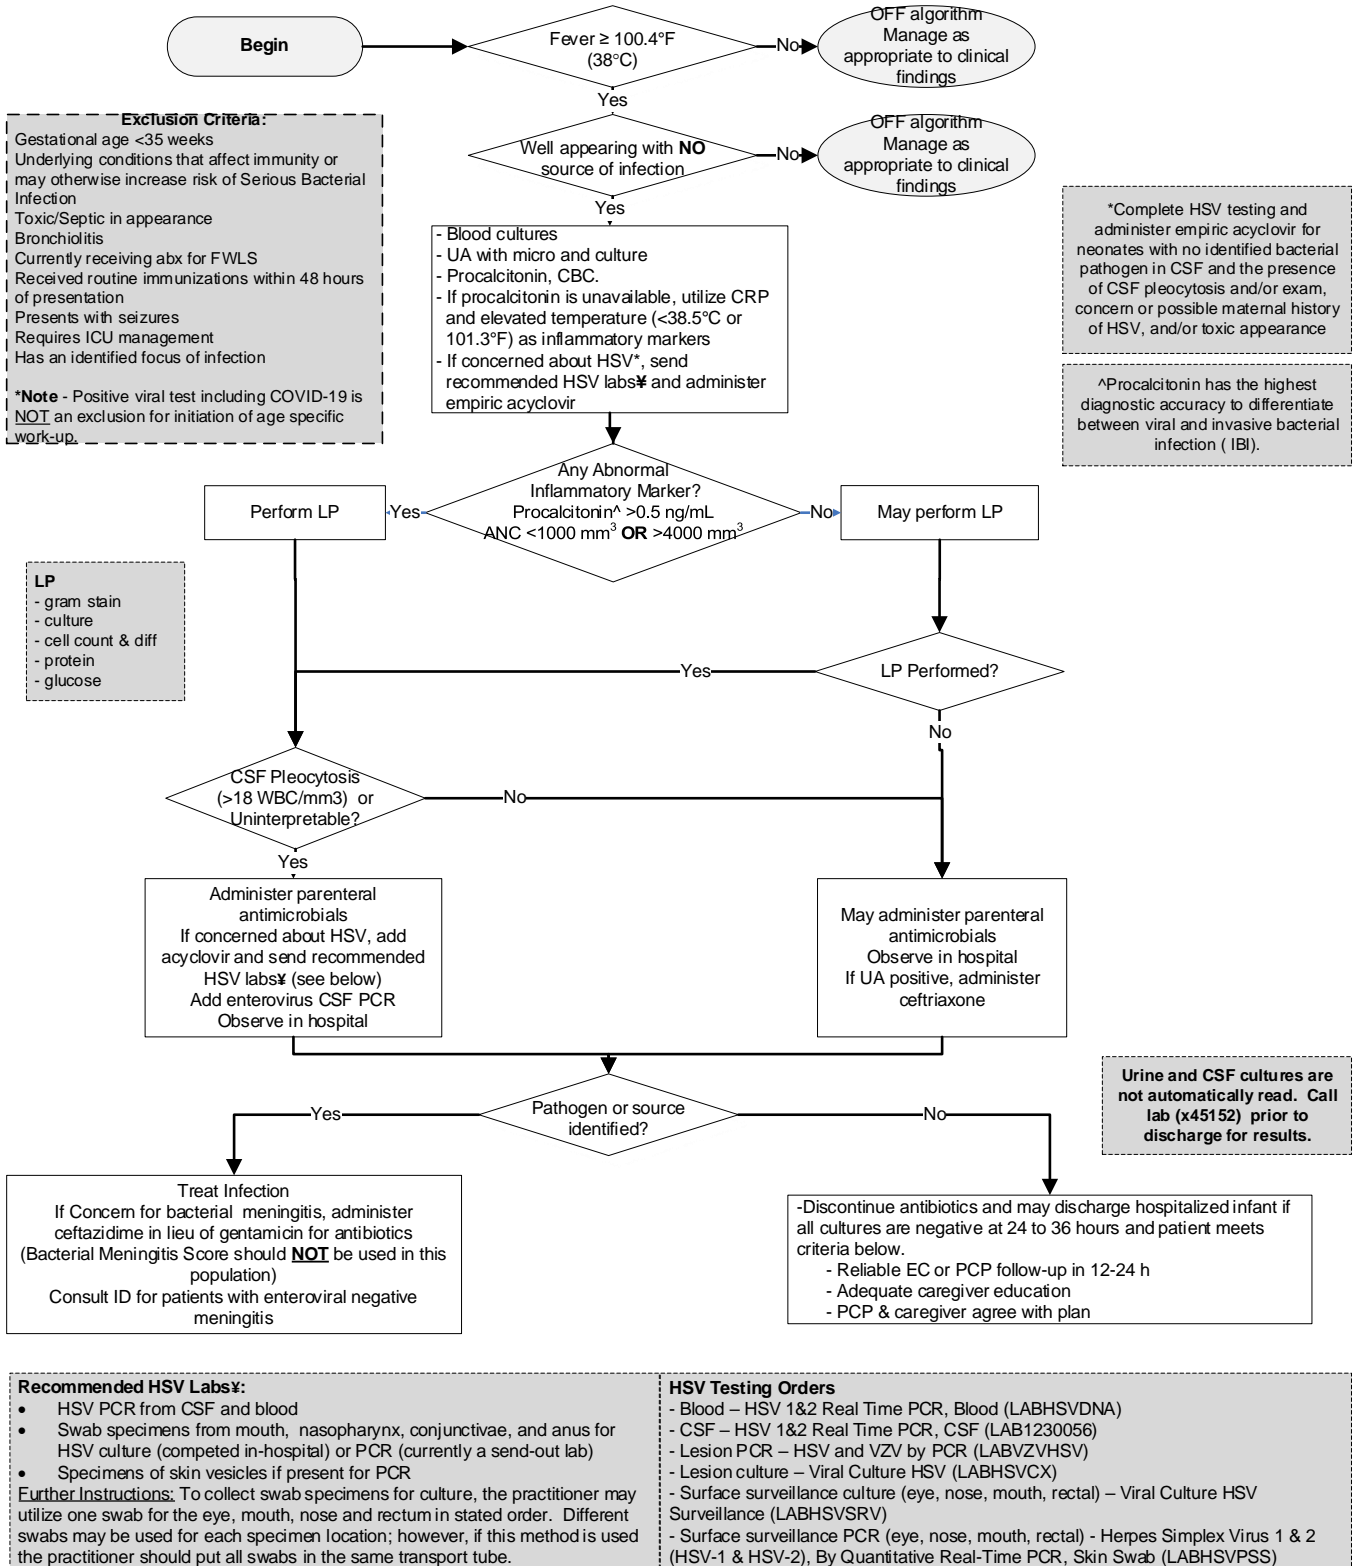 Begin
Fever ≥ 100.4°F
(38°C)
No
OFF algorithm
Manage as
appropriate to clinical
findings
Yes
Exclusion Criteria:
Gestational age <35 weeks
Underlying conditions that affect immunity or
may otherwise increase risk of Serious Bacterial
Infection
Toxic/Septic in appearance
Bronchiolitis
Currently receiving abx for FWLS
Received routine immunizations within 48 hours
of presentation
Presents with seizures
Requires ICU management
Has an identified focus of infection
*Note - Positive viral test including COVID-19 is
NOT an exclusion for initiation of age specific
work-up.
Well appearing with NO
source of infection
No
OFF algorithm
Manage as
appropriate to clinical
findings
Yes
- Blood cultures
- UA with micro and culture
- Procalcitonin, CBC.
- If procalcitonin is unavailable, utilize CRP
and elevated temperature (<38.5°C or
101.3°F) as inflammatory markers
- If concerned about HSV*, send
recommended HSV labs¥ and administer
empiric acyclovir
*Complete HSV testing and
administer empiric acyclovir for
neonates with no identified bacterial
pathogen in CSF and the presence
of CSF pleocytosis and/or exam,
concern or possible maternal history
of HSV, and/or toxic appearance
^Procalcitonin has the highest
diagnostic accuracy to differentiate
between viral and invasive bacterial
infection ( IBI).
Any Abnormal
Inflammatory Marker?
Procalcitonin^ >0.5 ng/mL
ANC <1000 mm³ OR >4000 mm³
Yes
Perform LP
No
May perform LP
LP
- gram stain
- culture
- cell count & diff
- protein
- glucose
LP Performed?
Yes
No
CSF Pleocytosis
(>18 WBC/mm3) or
Uninterpretable?
No
Yes
Administer parenteral
antimicrobials
If concerned about HSV, add
acyclovir and send recommended
HSV labs¥ (see below)
Add enterovirus CSF PCR
Observe in hospital
May administer parenteral
antimicrobials
Observe in hospital
If UA positive, administer
ceftriaxone
Pathogen or source
identified?
Yes
No
Urine and CSF cultures are
not automatically read. Call
lab (x45152) prior to
discharge for results.
Treat Infection
If Concern for bacterial meningitis, administer
ceftazidime in lieu of gentamicin for antibiotics
(Bacterial Meningitis Score should NOT be used in this
population)
Consult ID for patients with enteroviral negative
meningitis
-Discontinue antibiotics and may discharge hospitalized infant if
all cultures are negative at 24 to 36 hours and patient meets
criteria below.
- Reliable EC or PCP follow-up in 12-24 h
- Adequate caregiver education
- PCP & caregiver agree with plan
Recommended HSV Labs¥:
• HSV PCR from CSF and blood
• Swab specimens from mouth, nasopharynx, conjunctivae, and anus for
HSV culture (competed in-hospital) or PCR (currently a send-out lab)
• Specimens of skin vesicles if present for PCR
Further Instructions: To collect swab specimens for culture, the practitioner may
utilize one swab for the eye, mouth, nose and rectum in stated order. Different
swabs may be used for each specimen location; however, if this method is used
the practitioner should put all swabs in the same transport tube.
HSV Testing Orders
- Blood – HSV 1&2 Real Time PCR, Blood (LABHSVDNA)
- CSF – HSV 1&2 Real Time PCR, CSF (LAB1230056)
- Lesion PCR – HSV and VZV by PCR (LABVZVHSV)
- Lesion culture – Viral Culture HSV (LABHSVCX)
- Surface surveillance culture (eye, nose, mouth, rectal) – Viral Culture HSV
Surveillance (LABHSVSRV)
- Surface surveillance PCR (eye, nose, mouth, rectal) - Herpes Simplex Virus 1 & 2
(HSV-1 & HSV-2), By Quantitative Real-Time PCR, Skin Swab (LABHSVPSS)